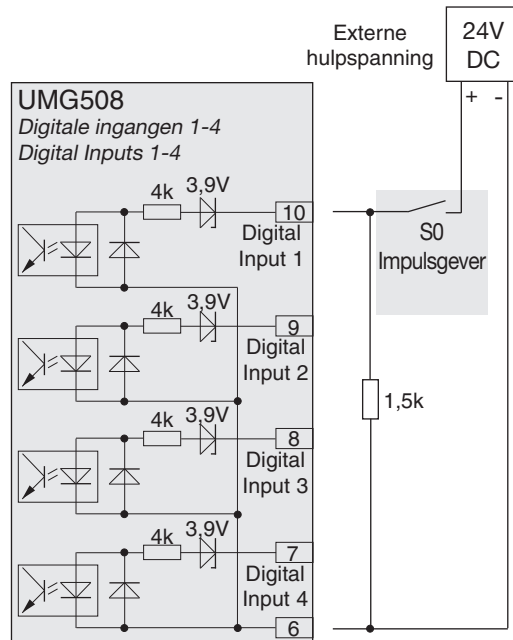 Externe
hulpspanning
24V
DC
+ -
UMG508
Digitale ingangen 1-4
Digital Inputs 1-4
4k
3,9V
10
Digital
Input 1
S0
Impulsgever
4k
3,9V
9
Digital
Input 2
1,5k
4k
3,9V
8
Digital
Input 3
4k
3,9V
7
Digital
Input 4
6